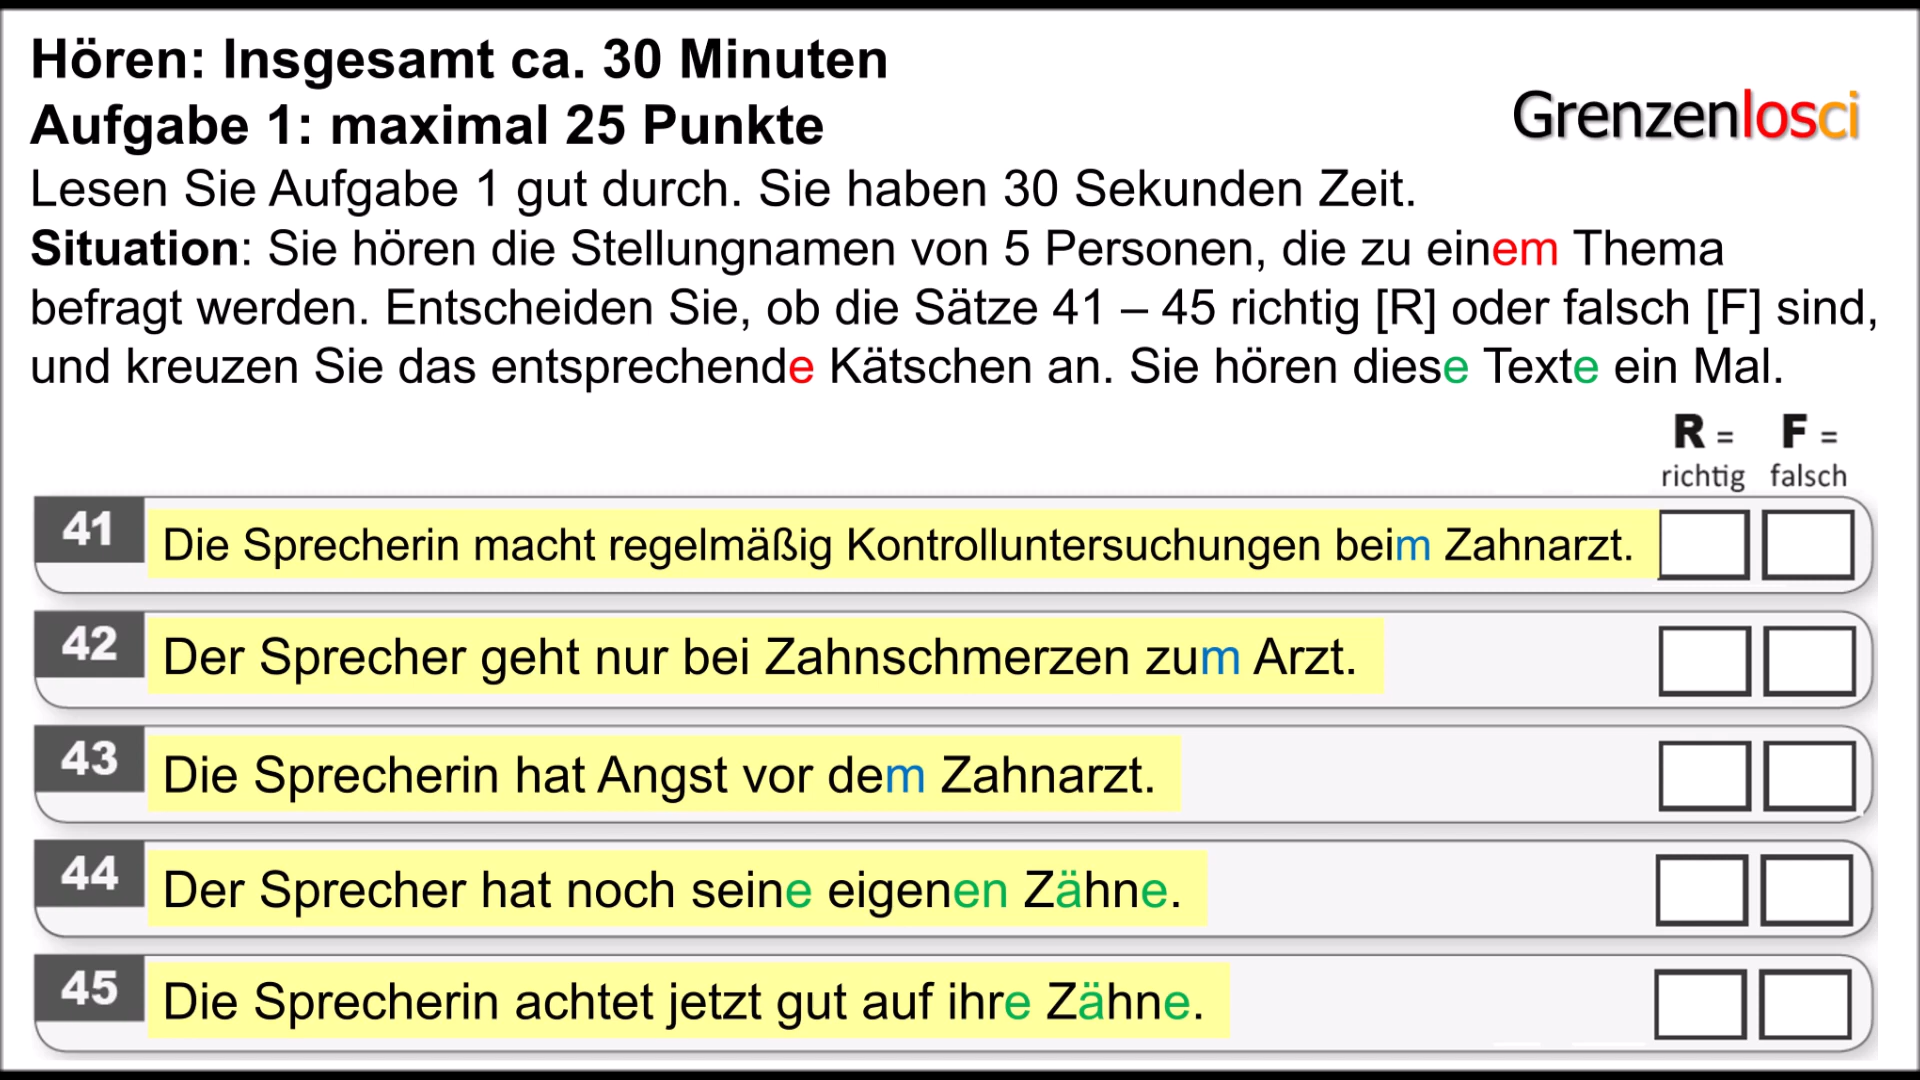 Hören: Insgesamt ca. 30 Minuten
Aufgabe 1: maximal 25 Punkte
Grenzenlosci
Lesen Sie Aufgabe 1 gut durch. Sie haben 30 Sekunden Zeit.
Situation: Sie hören die Stellungnamen von 5 Personen, die zu einem Thema
befragt werden. Entscheiden Sie, ob die Sätze 41 – 45 richtig [R] oder falsch [F] sind,
und kreuzen Sie das entsprechende Kätschen an. Sie hören diese Texte ein Mal.
R = F =
richtig falsch
41 Die Sprecherin macht regelmäßig Kontrolluntersuchungen beim Zahnarzt.
42 Der Sprecher geht nur bei Zahnschmerzen zum Arzt.
43 Die Sprecherin hat Angst vor dem Zahnarzt.
44 Der Sprecher hat noch seine eigenen Zähne.
45 Die Sprecherin achtet jetzt gut auf ihre Zähne.